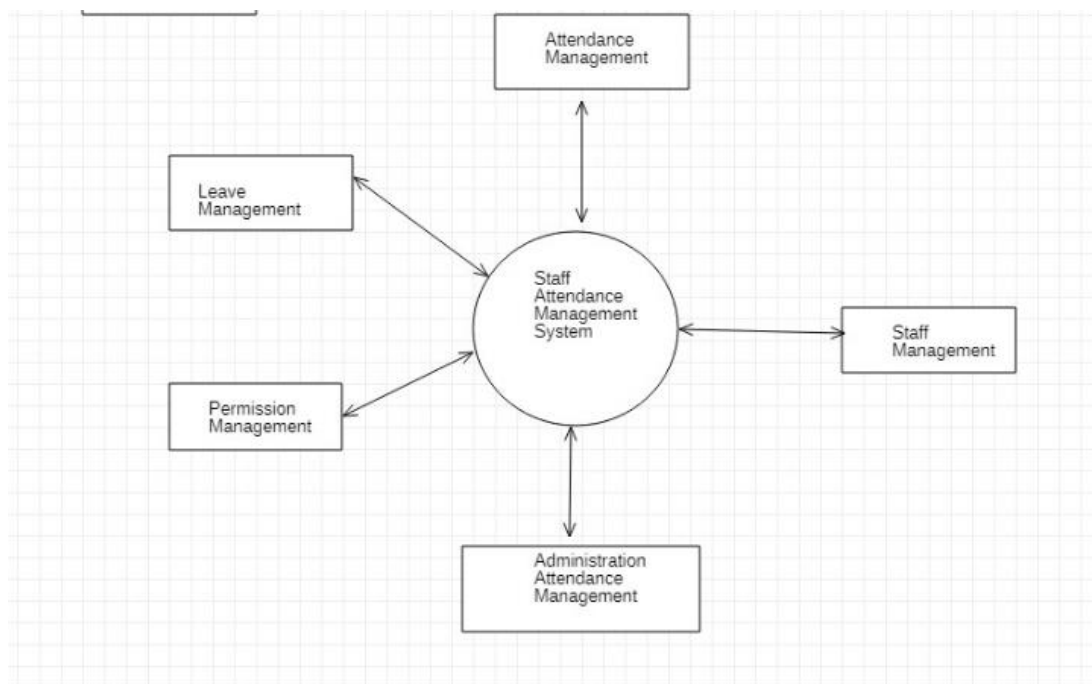 Attendance
Management
Leave
Management
Staff
Attendance
Management
System
Staff
Management
Permission
Management
Administration
Attendance
Management